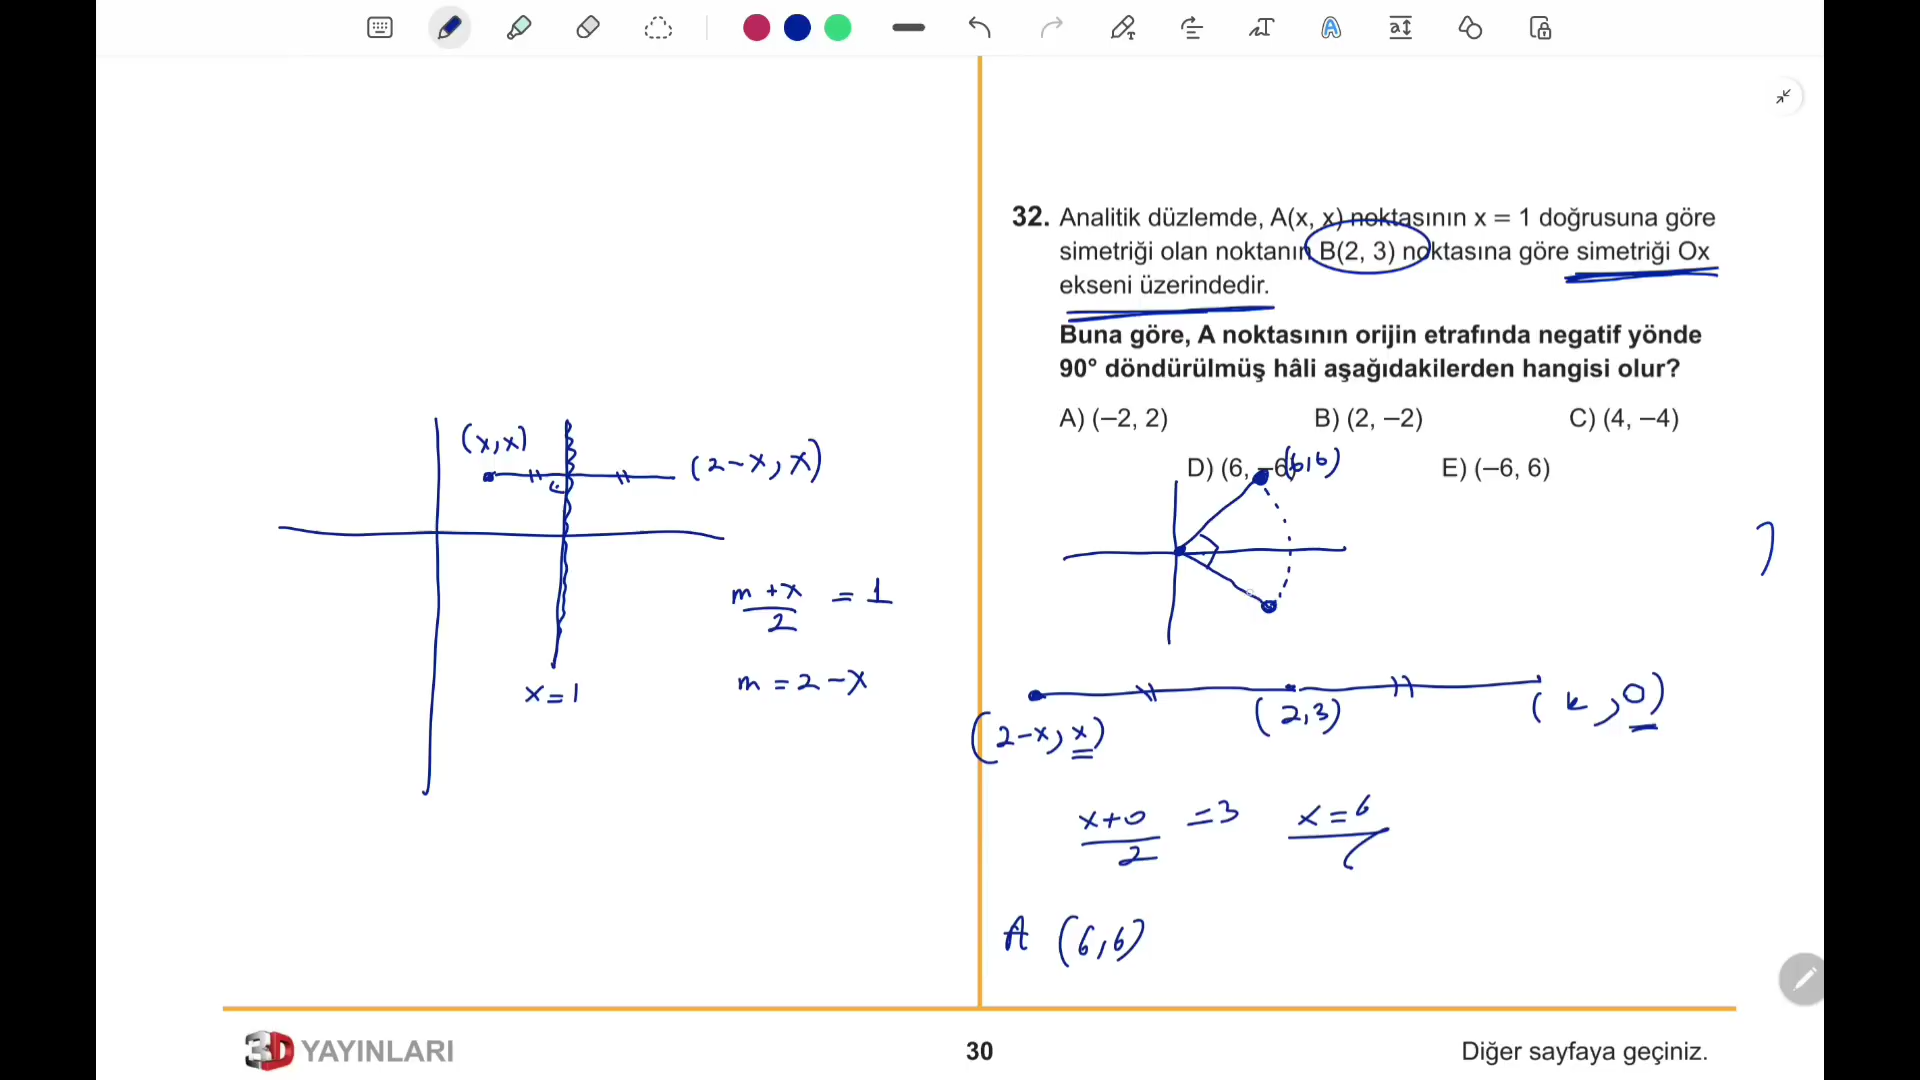 32. Analitik düzlemde, A(x, x) noktasının x = 1 doğrusuna göre
simetriği olan noktanın B(2, 3) noktasına göre simetriği Ox
ekseni üzerindedir.
Buna göre, A noktasının orijin etrafında negatif yönde
90° döndürülmüş hâli aşağıdakilerden hangisi olur?
A) (−2, 2) B) (2, −2) C) (4, −4)
D) (6, −6) E) (−6, 6)
(6,6)
(x,x)
(2-x, x)
m+x/2 = 1
m = 2-x
x=1
(2-x, x) (2,3) (k, 0)
x+0/2 = 3 x=6
A (6,6)
3D YAYINLARI
30
Diğer sayfaya geçiniz.